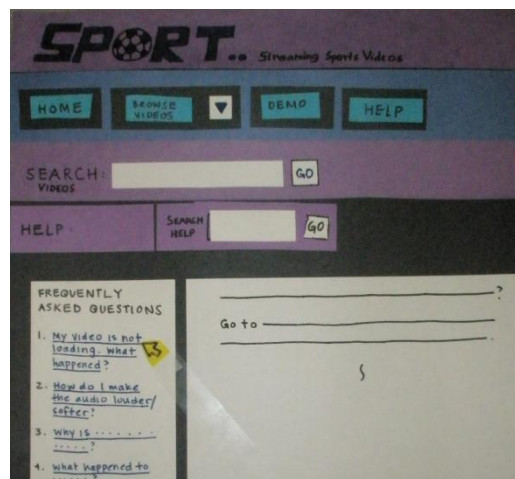 SPORT..
Streaming Sports Videos
HOME
BROWSE
VIDEOS
DEMO
HELP
SEARCH:
VIDEOS
GO
HELP:
SEARCH
HELP
GO
FREQUENTLY
ASKED QUESTIONS
1. My video is not
loading. What
happened?
2. How do I make
the audio louder/
softer?
3. Why is .......
.....?
4. What happened to
?
Go to
.